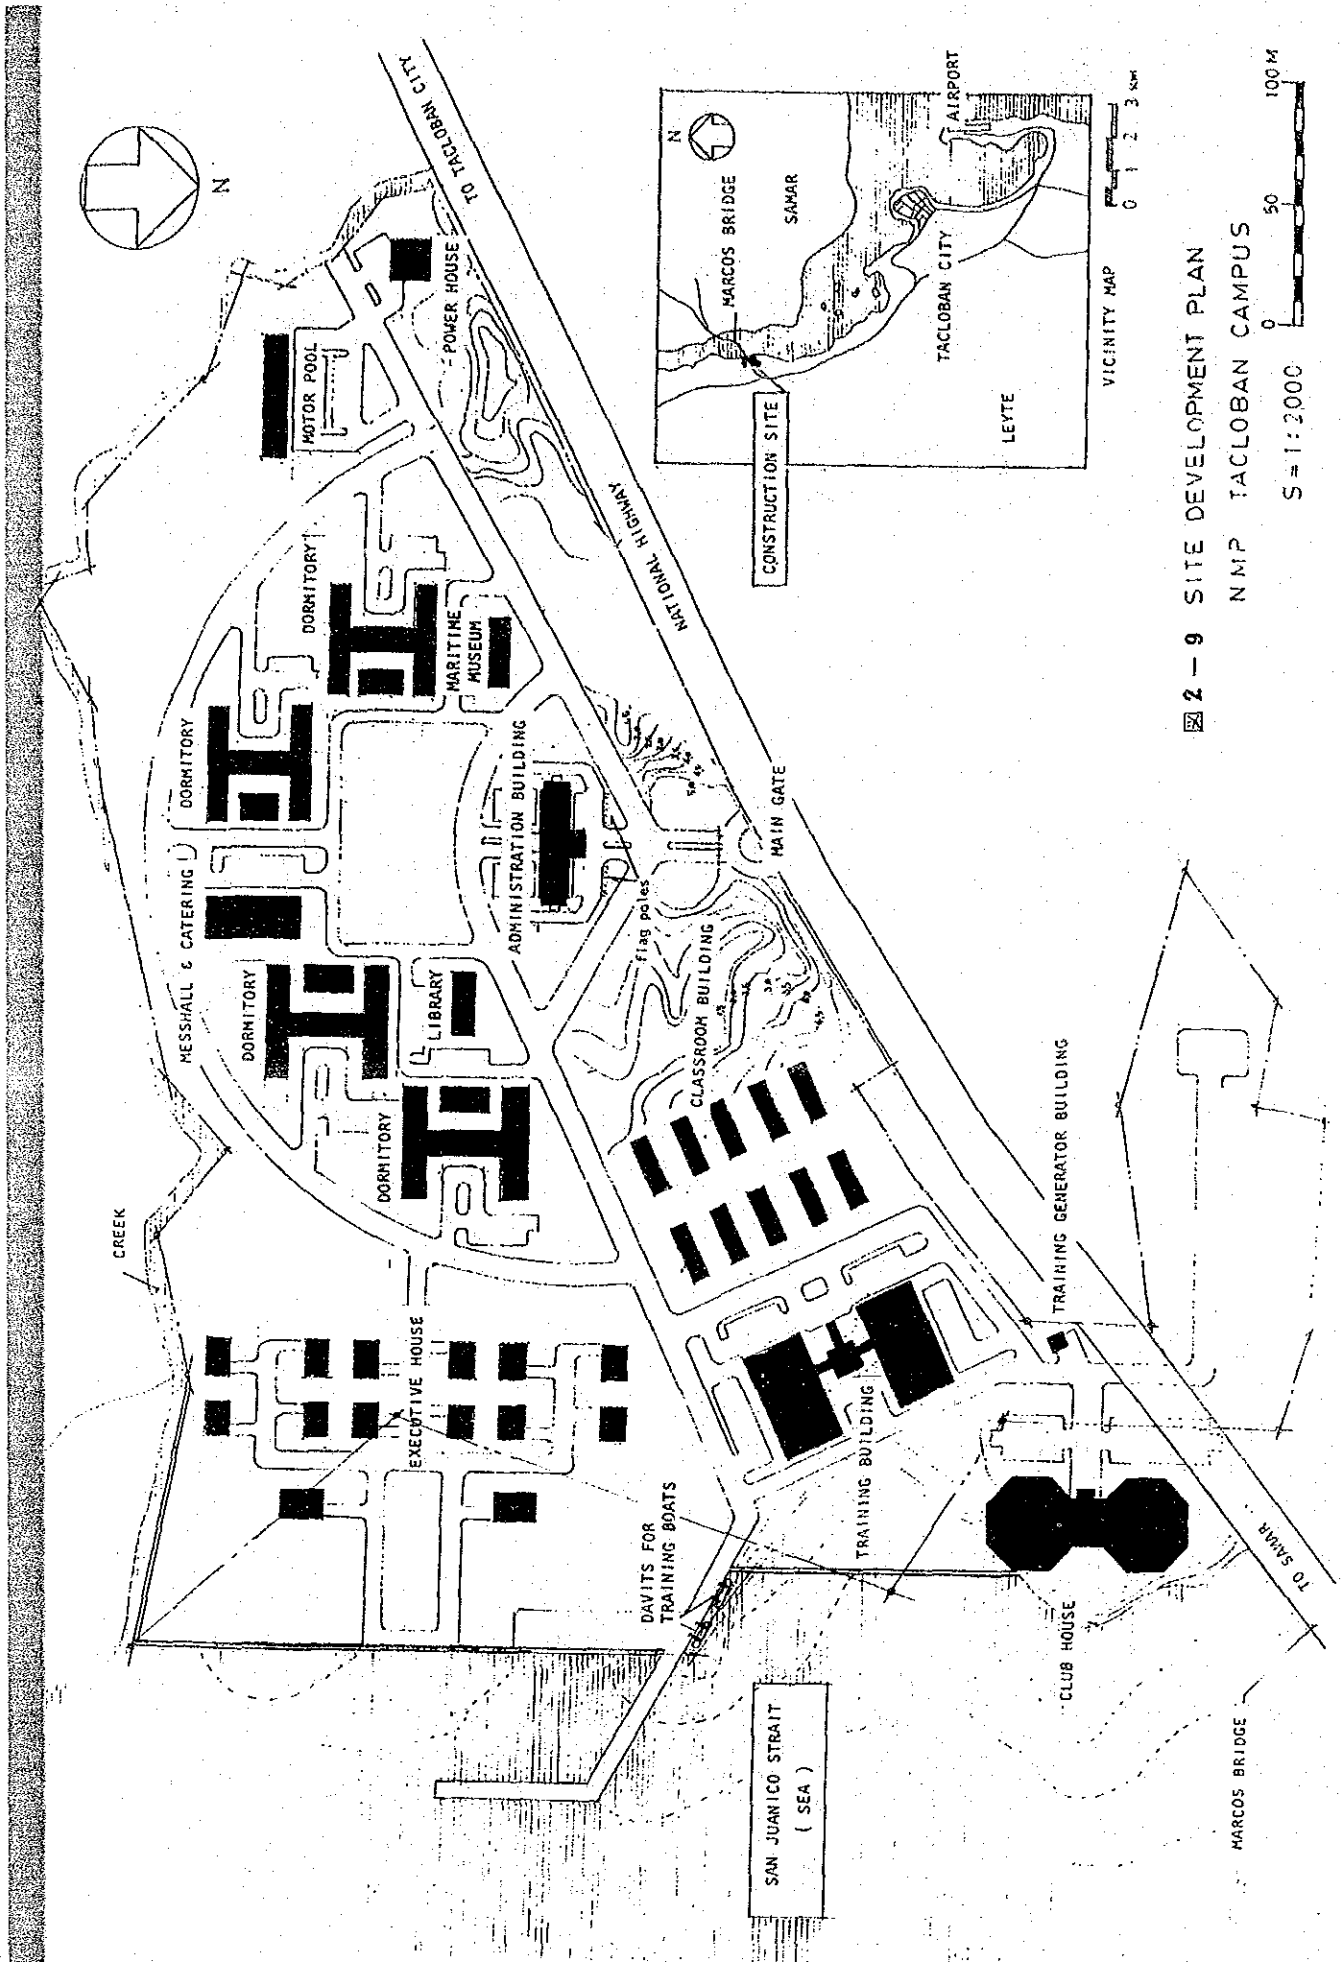 N
TO TACLOBAN CITY
POWER HOUSE
MOTOR POOL
DORMITORY
MARITIME
MUSEUM
NATIONAL HIGHWAY
DORMITORY
MESSHALL & CATERING
ADMINISTRATION BUILDING
flag poles
MAIN GATE
DORMITORY
LIBRARY
CLASSROOM BUILDING
DORMITORY
CREEK
EXECUTIVE HOUSE
TRAINING BUILDING
TRAINING GENERATOR BUILDING
DAVITS FOR
TRAINING BOATS
CLUB HOUSE
TO SAMAR
SAN JUANICO STRAIT
( SEA )
MARCOS BRIDGE
N
MARCOS BRIDGE
SAMAR
AIRPORT
TACLOBAN CITY
CONSTRUCTION SITE
LEYTE
VICINITY MAP
0 1 2 3 KM
図 2 - 9 SITE DEVELOPMENT PLAN
NMP TACLOBAN CAMPUS
S = 1 : 2000
0 50 100 M